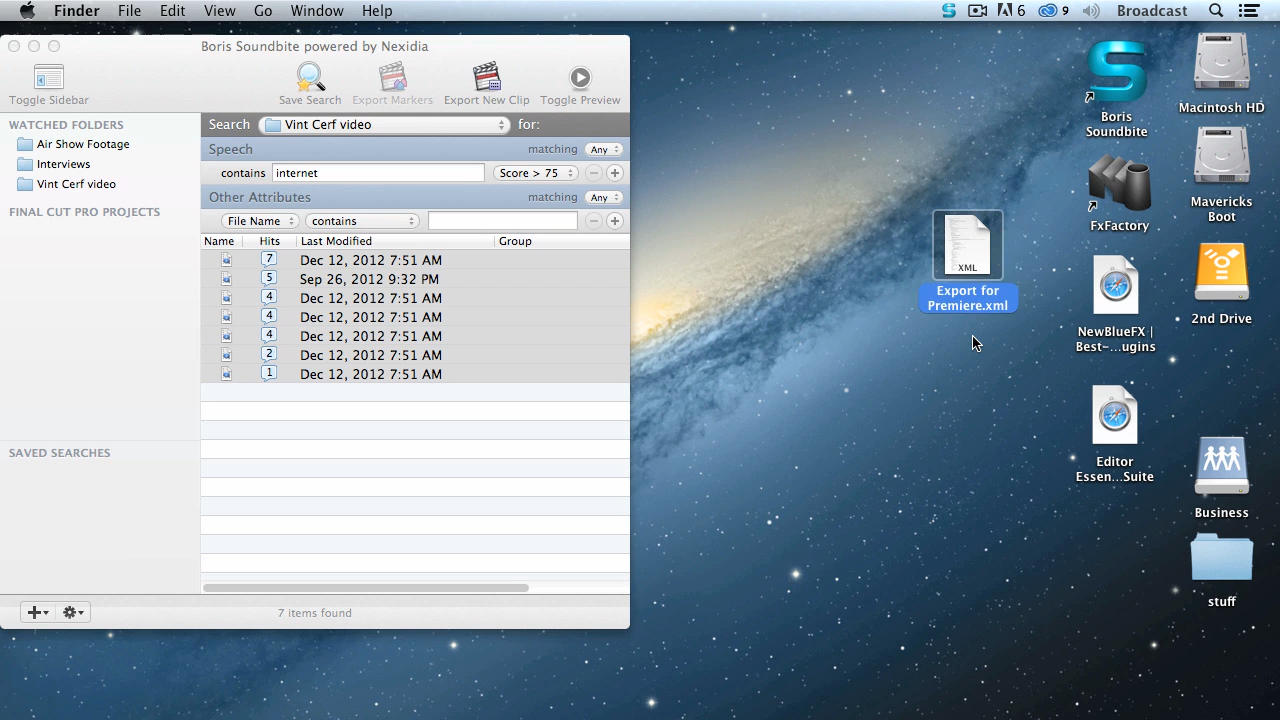 Finder File Edit View Go Window Help 6 9 Broadcast
Boris Soundbite powered by Nexidia
Toggle Sidebar Save Search Export Markers Export New Clip Toggle Preview
WATCHED FOLDERS
Air Show Footage
Interviews
Vint Cerf video
FINAL CUT PRO PROJECTS
SAVED SEARCHES
Search Vint Cerf video for:
Speech matching Any
contains internet Score > 75
Other Attributes matching Any
File Name contains
Name Hits Last Modified Group
7 Dec 12, 2012 7:51 AM
5 Sep 26, 2012 9:32 PM
4 Dec 12, 2012 7:51 AM
4 Dec 12, 2012 7:51 AM
4 Dec 12, 2012 7:51 AM
2 Dec 12, 2012 7:51 AM
1 Dec 12, 2012 7:51 AM
7 items found
XML
Export for
Premiere.xml
Boris
Soundbite
FxFactory
NewBlueFX |
Best-...ugins
Editor
Essen...Suite
Macintosh HD
Mavericks
Boot
2nd Drive
Business
stuff